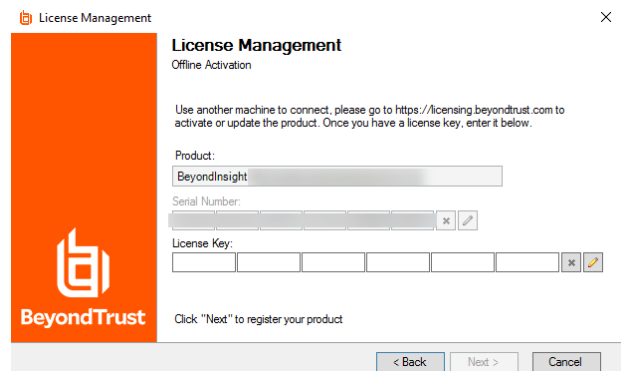 License Management
License Management
Offline Activation
Use another machine to connect, please go to https://licensing.beyondtrust.com to
activate or update the product. Once you have a license key, enter it below.
Product:
BeyondInsight
Serial Number:
License Key:
BeyondTrust
Click "Next" to register your product
< Back
Next >
Cancel